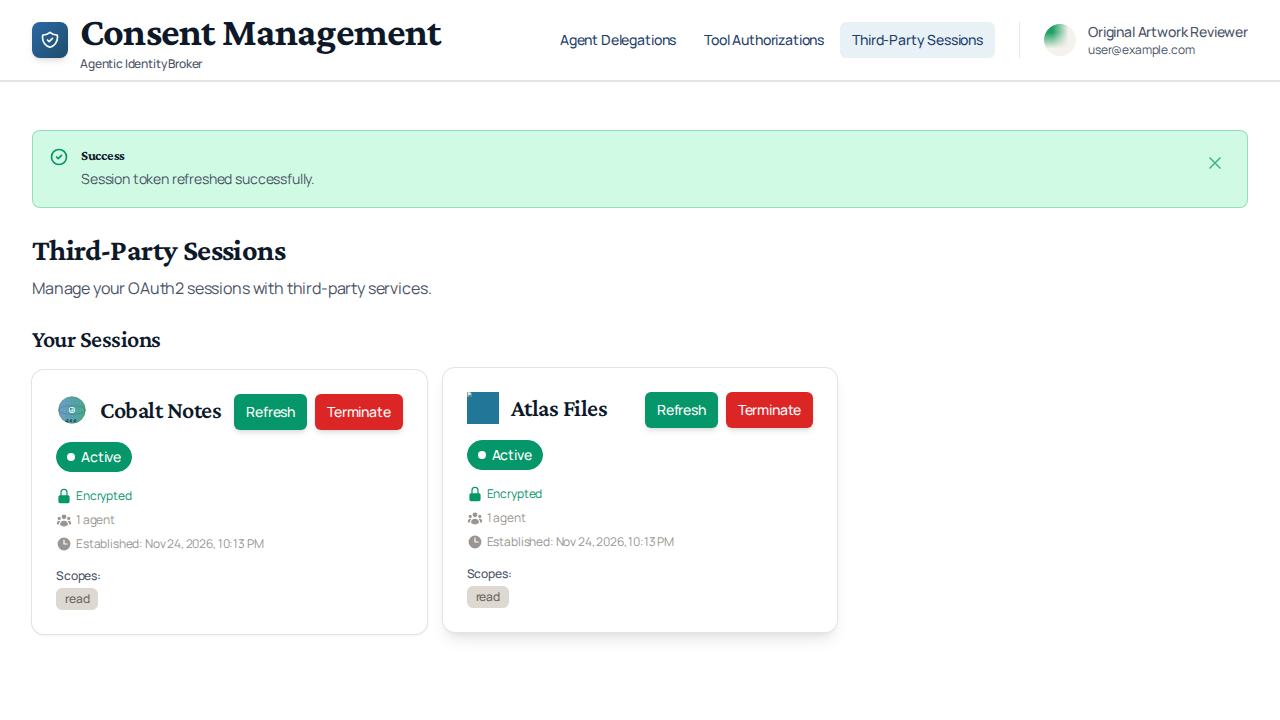 Consent Management
Agentic IdentityBroker
Agent Delegations
Tool Authorizations
Third-Party Sessions
Original Artwork Reviewer
user@example.com
Success
Session token refreshed successfully.
Third-Party Sessions
Manage your OAuth2 sessions with third-party services.
Your Sessions
Cobalt Notes
Refresh
Terminate
Active
Encrypted
1 agent
Established: Nov 24, 2026, 10:13 PM
Scopes:
read
Atlas Files
Refresh
Terminate
Active
Encrypted
1 agent
Established: Nov 24, 2026, 10:13 PM
Scopes:
read